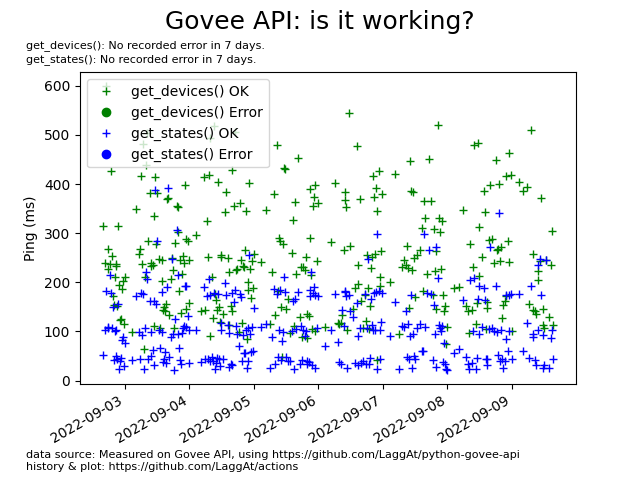 Govee API: is it working?
get_devices(): No recorded error in 7 days.
get_states(): No recorded error in 7 days.
600
500
400
300
200
100
0
Ping (ms)
get_devices() OK
get_devices() Error
get_states() OK
get_states() Error
2022-09-03
2022-09-04
2022-09-05
2022-09-06
2022-09-07
2022-09-08
2022-09-09
data source: Measured on Govee API, using https://github.com/LaggAt/python-govee-api
history & plot: https://github.com/LaggAt/actions